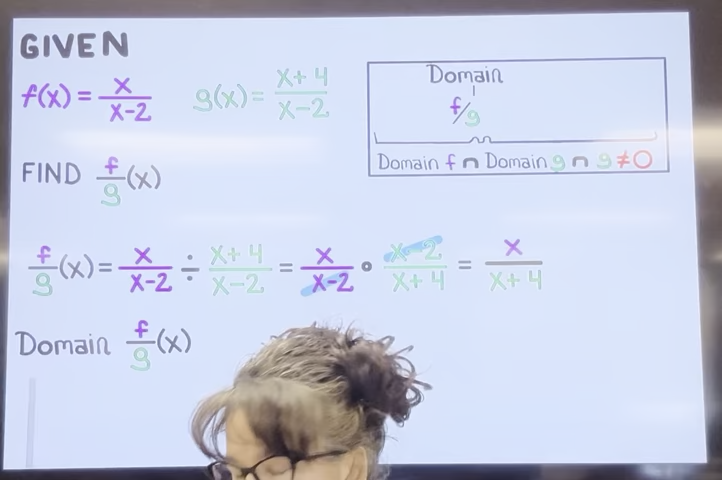 GIVEN
f(x) = x/x-2 g(x) = x+4/x-2
Domain
f/g
Domain f ∩ Domain g ∩ g ≠ 0
FIND f/g (x)
f/g (x) = x/x-2 ÷ x+4/x-2 = x/x-2 • x-2/x+4 = x/x+4
Domain f/g (x)